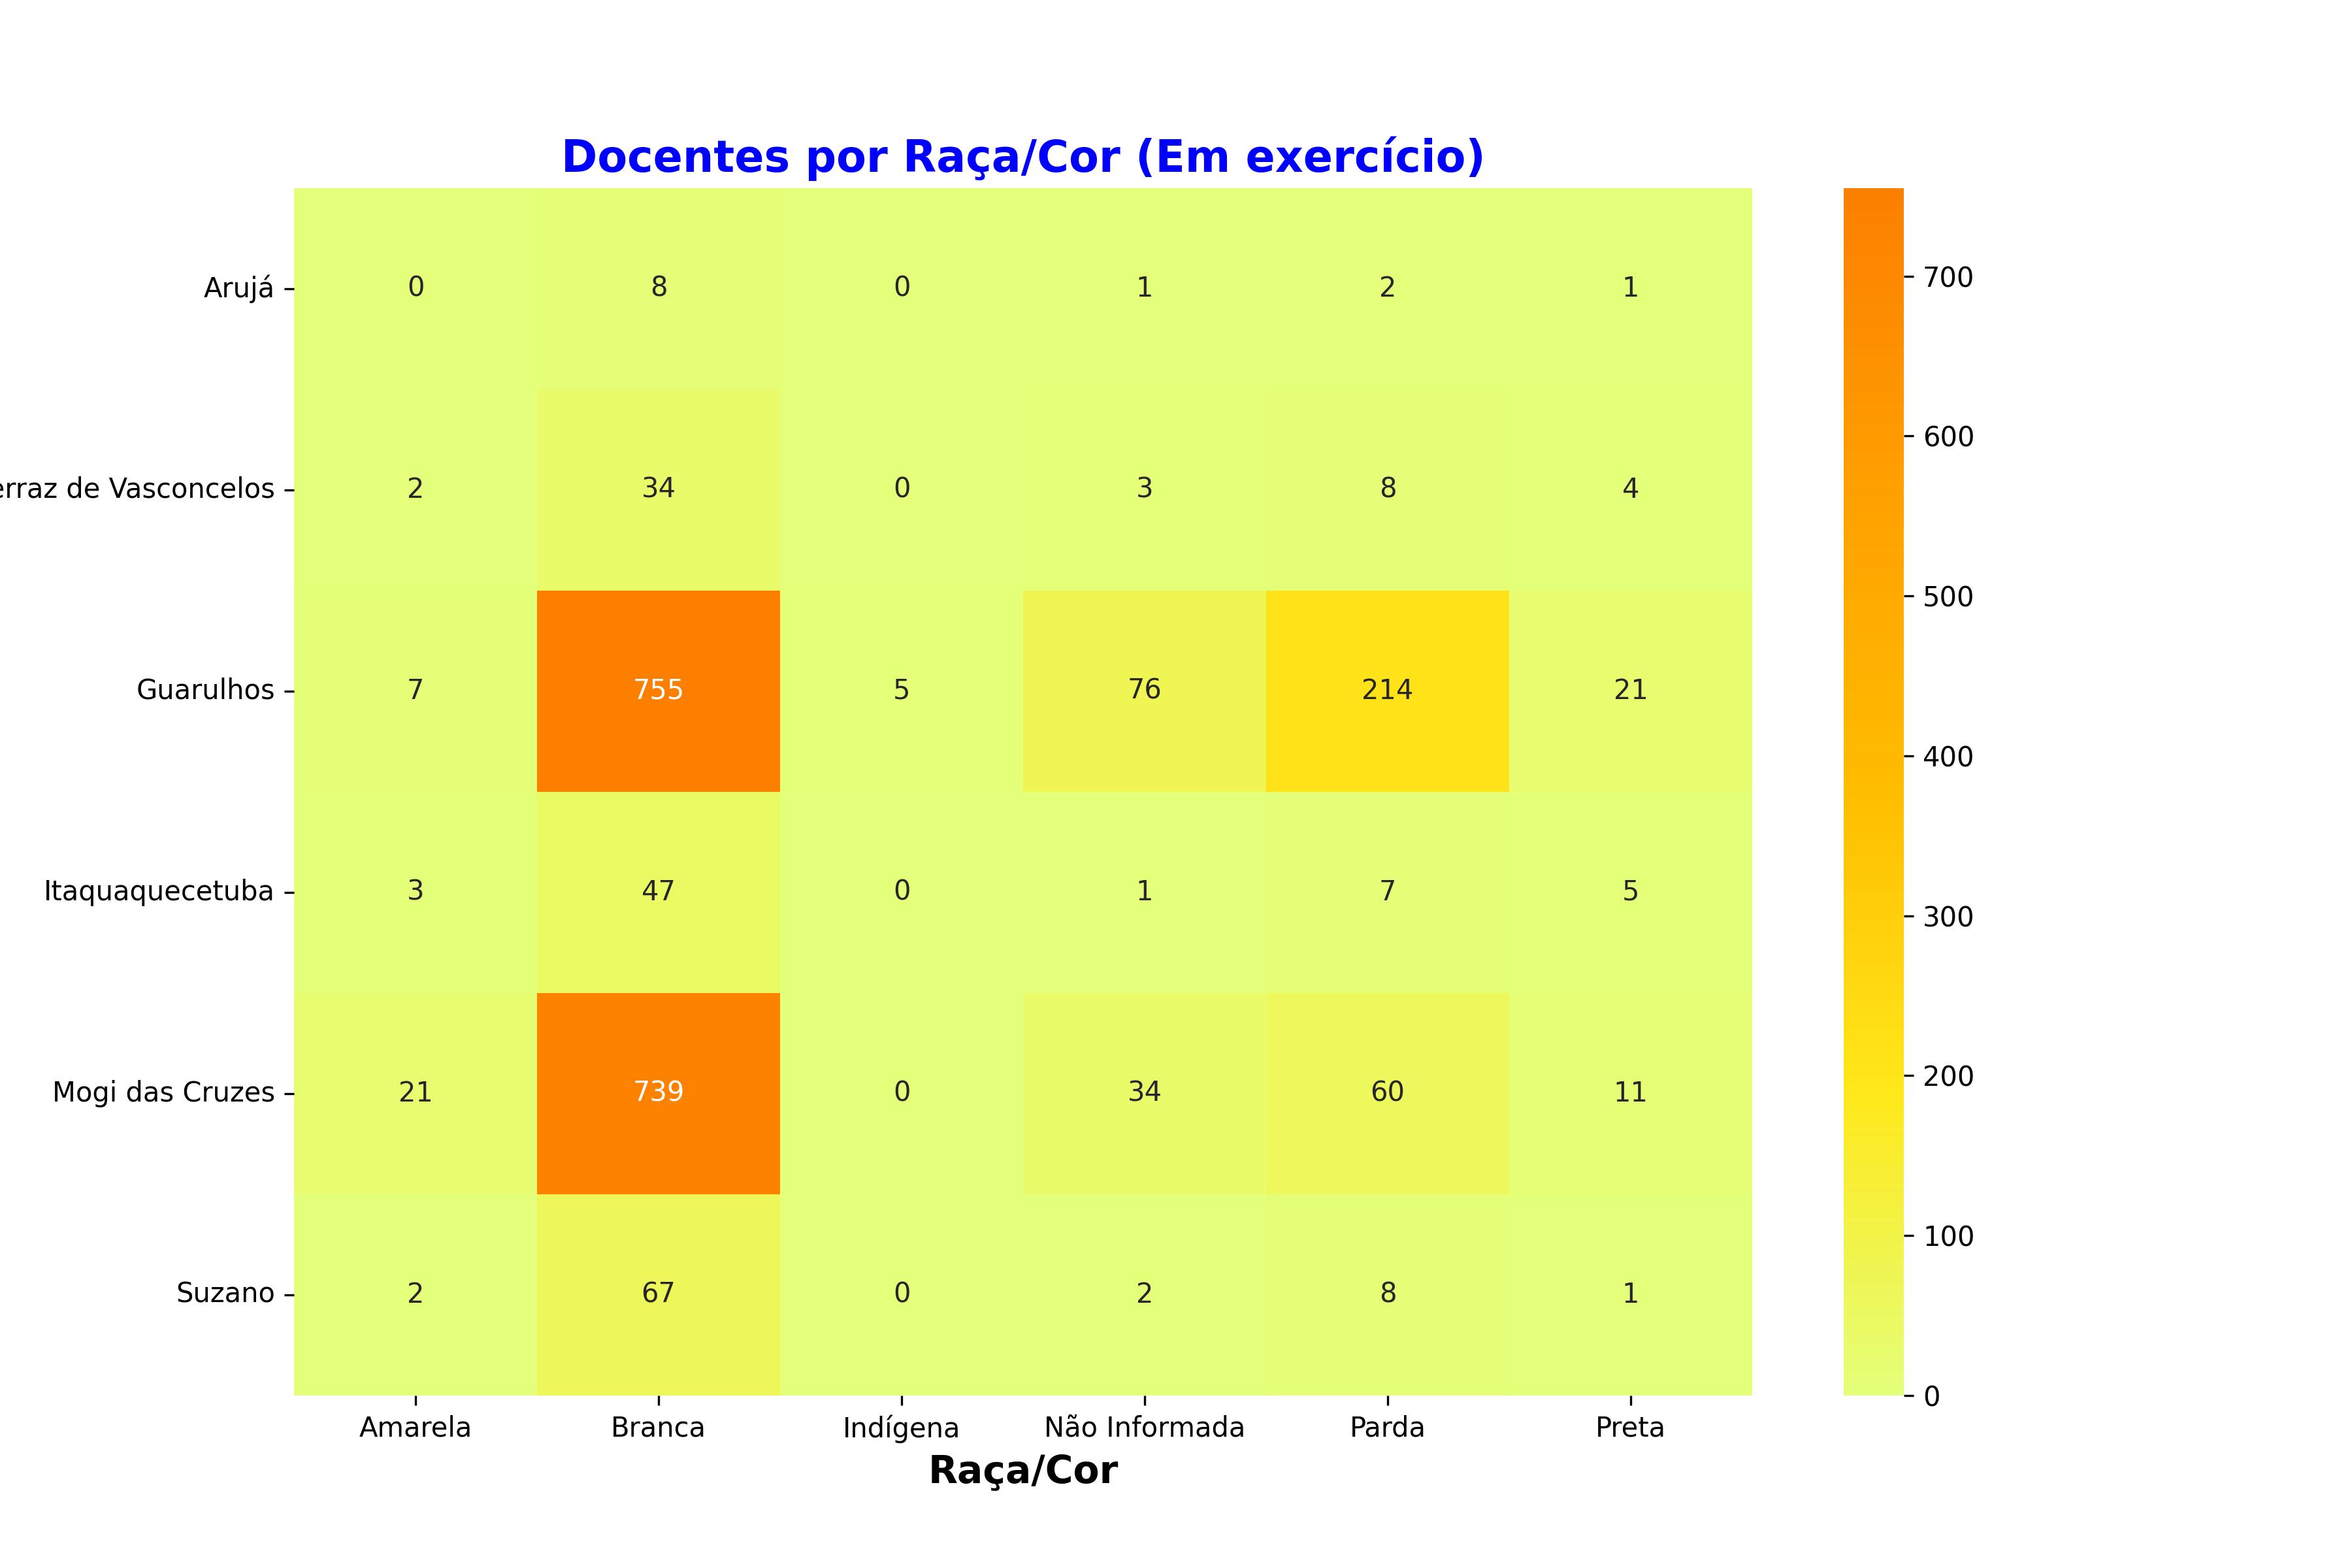 Docentes por Raça/Cor (Em exercício)
Arujá 0 8 0 1 2 1
erraz de Vasconcelos 2 34 0 3 8 4
Guarulhos 7 755 5 76 214 21
Itaquaquecetuba 3 47 0 1 7 5
Mogi das Cruzes 21 739 0 34 60 11
Suzano 2 67 0 2 8 1
Amarela Branca Indígena Não Informada Parda Preta
Raça/Cor
700
600
500
400
300
200
100
0